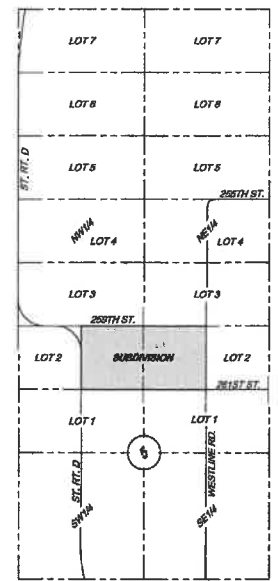 LOT 7 LOT 7
LOT 6 LOT 6
ST. RT. D
LOT 5 LOT 5
255TH ST.
NW1/4 LOT 4 NE1/4 LOT 4
LOT 3 LOT 3
259TH ST.
LOT 2 SUBDIVISION LOT 2
261ST ST.
LOT 1 LOT 1
5
ST. RT. D WESTLINE RD.
SW1/4 SE1/4